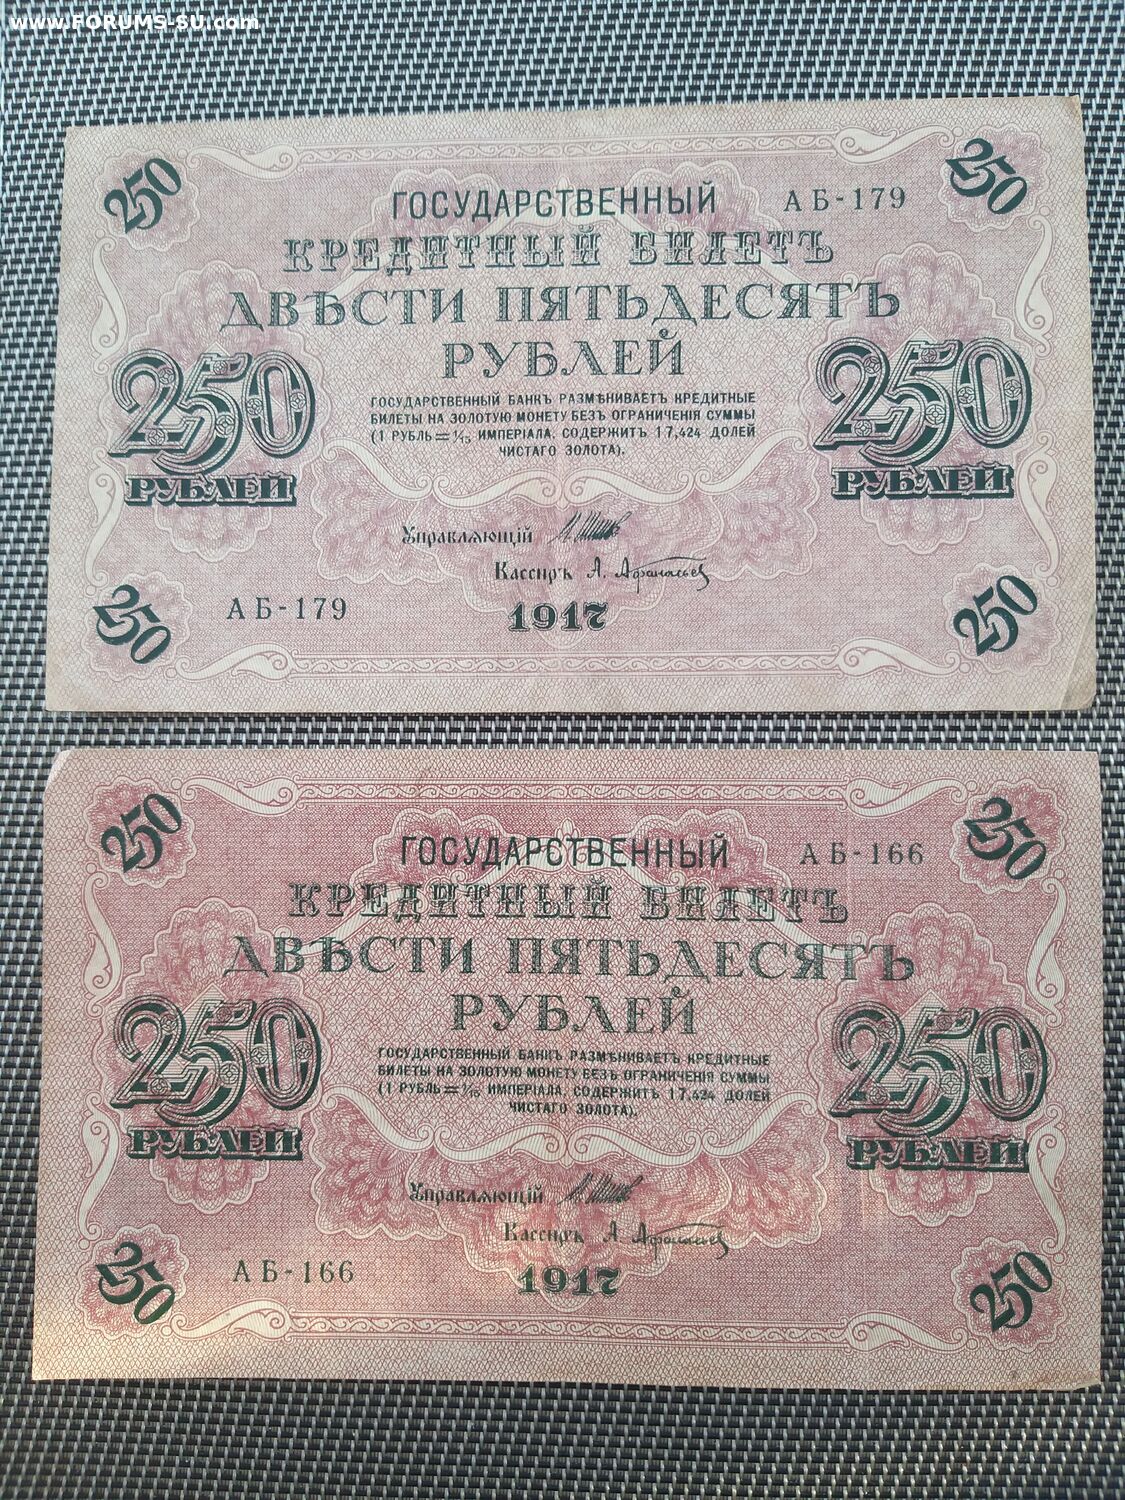 www.FORUMS-SU.com
250
250
ГОСУДАРСТВЕННЫЙ
АБ-179
КРЕДИТНЫЙ БИЛЕТЪ
ДВѢСТИ ПЯТЬДЕСЯТЪ
РУБЛЕЙ
250
РУБЛЕЙ
250
РУБЛЕЙ
ГОСУДАРСТВЕННЫЙ БАНКЪ РАЗМѢНИВАЕТЪ КРЕДИТНЫЕ
БИЛЕТЫ НА ЗОЛОТУЮ МОНЕТУ БЕЗЪ ОГРАНИЧЕНІЯ СУММЫ
(1 РУБЛЬ = 1/15 ИМПЕРІАЛА, СОДЕРЖИТЪ 17,424 ДОЛЕЙ
ЧИСТАГО ЗОЛОТА).
Управляющій И. Шипов
Кассиръ А. Афанасьев
АБ-179
1917
250
250
250
250
ГОСУДАРСТВЕННЫЙ
АБ-166
КРЕДИТНЫЙ БИЛЕТЪ
ДВѢСТИ ПЯТЬДЕСЯТЪ
РУБЛЕЙ
250
РУБЛЕЙ
250
РУБЛЕЙ
ГОСУДАРСТВЕННЫЙ БАНКЪ РАЗМѢНИВАЕТЪ КРЕДИТНЫЕ
БИЛЕТЫ НА ЗОЛОТУЮ МОНЕТУ БЕЗЪ ОГРАНИЧЕНІЯ СУММЫ
(1 РУБЛЬ = 1/15 ИМПЕРІАЛА, СОДЕРЖИТЪ 17,424 ДОЛЕЙ
ЧИСТАГО ЗОЛОТА).
Управляющій И. Шипов
Кассиръ А. Афанасьев
АБ-166
1917
250
250